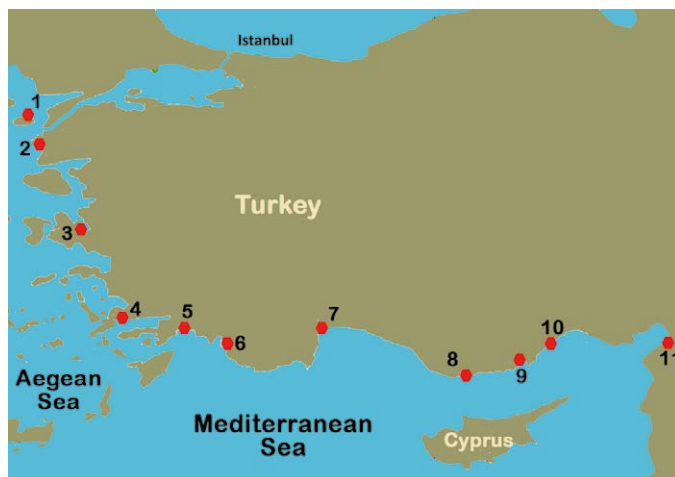 Istanbul
1
2
Turkey
3
4
5
7
6
10
8
9
11
Aegean
Sea
Mediterranean
Sea
Cyprus